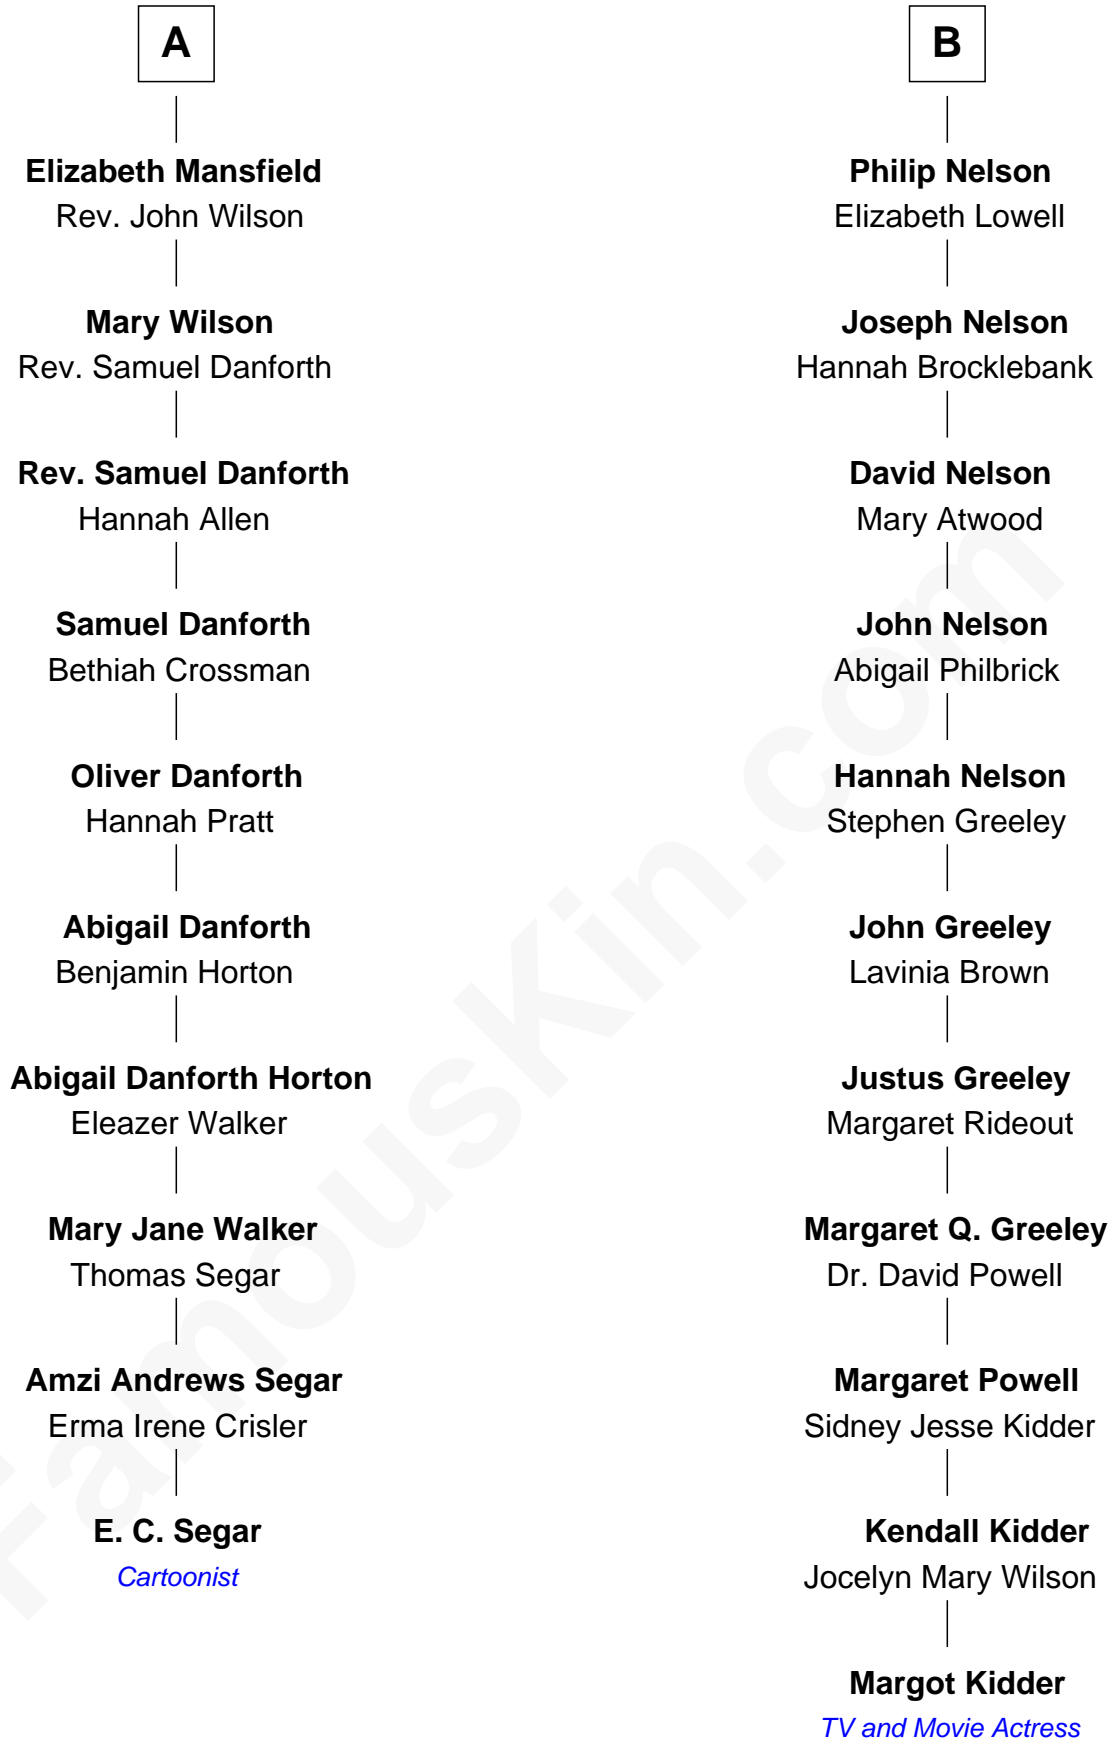 A
Elizabeth Mansfield
Rev. John Wilson
Mary Wilson
Rev. Samuel Danforth
Rev. Samuel Danforth
Hannah Allen
Samuel Danforth
Bethiah Crossman
Oliver Danforth
Hannah Pratt
Abigail Danforth
Benjamin Horton
Abigail Danforth Horton
Eleazer Walker
Mary Jane Walker
Thomas Segar
Amzi Andrews Segar
Erma Irene Crisler
E. C. Segar
Cartoonist
B
Philip Nelson
Elizabeth Lowell
Joseph Nelson
Hannah Brocklebank
David Nelson
Mary Atwood
John Nelson
Abigail Philbrick
Hannah Nelson
Stephen Greeley
John Greeley
Lavinia Brown
Justus Greeley
Margaret Rideout
Margaret Q. Greeley
Dr. David Powell
Margaret Powell
Sidney Jesse Kidder
Kendall Kidder
Jocelyn Mary Wilson
Margot Kidder
TV and Movie Actress
FamousKin.com